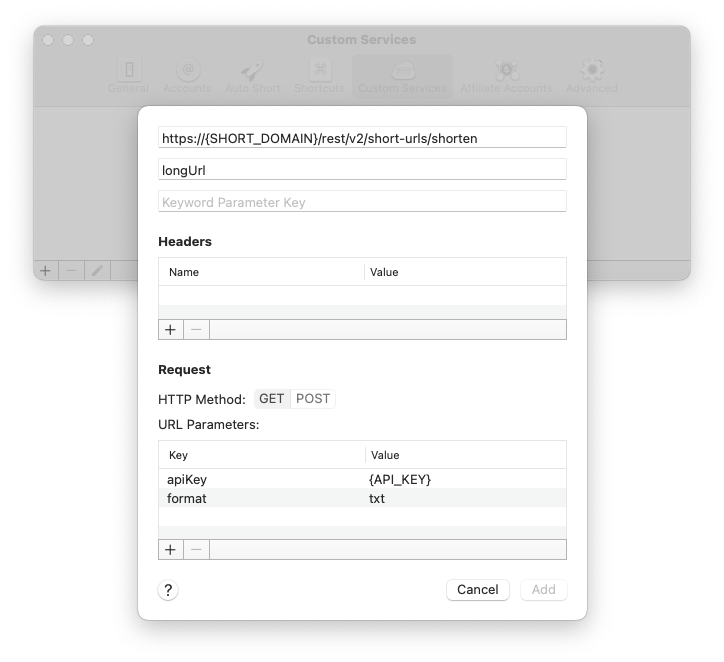 Custom Services
General Accounts Auto Short Shortcuts Custom Services Affiliate Accounts Advanced
https://{SHORT_DOMAIN}/rest/v2/short-urls/shorten
longUrl
Keyword Parameter Key
Headers
Name Value
Request
HTTP Method: GET POST
URL Parameters:
Key Value
apiKey {API_KEY}
format txt
? Cancel Add